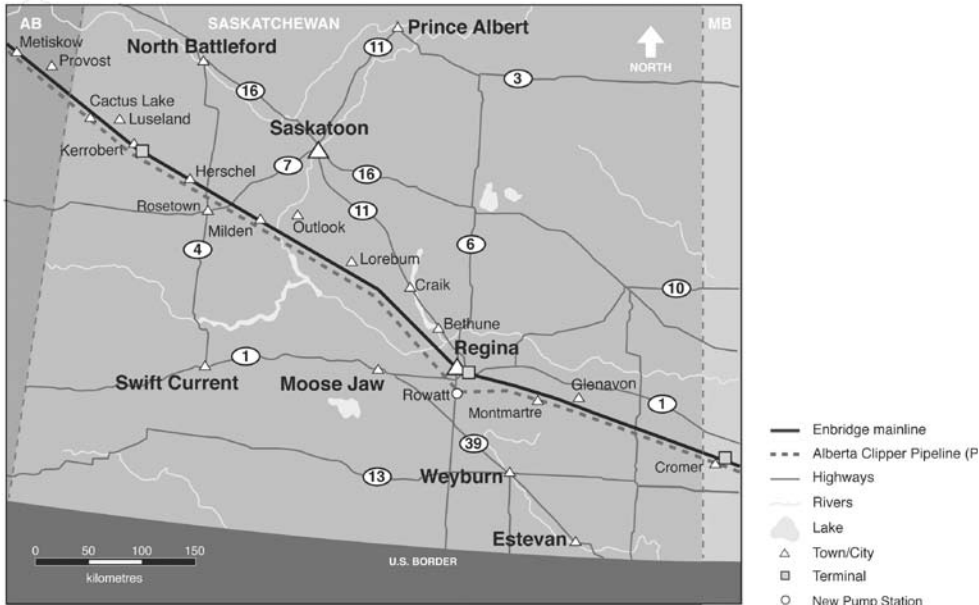 AB
SASKATCHEWAN
MB
Metiskow
Provost
North Battleford
Prince Albert
11
NORTH
3
16
Cactus Lake
Luseland
Saskatoon
Kerrobert
7
16
Herschel
11
Rosetown
Milden
Outlook
6
4
Loreburn
Craik
10
Bethune
Regina
1
Swift Current
Moose Jaw
Rowatt
Glenavon
Montmartre
1
39
13
Weyburn
Cromer
Estevan
0 50 100 150
kilometres
U.S. BORDER
Enbridge mainline
Alberta Clipper Pipeline (P
Highways
Rivers
Lake
Town/City
Terminal
New Pump Station